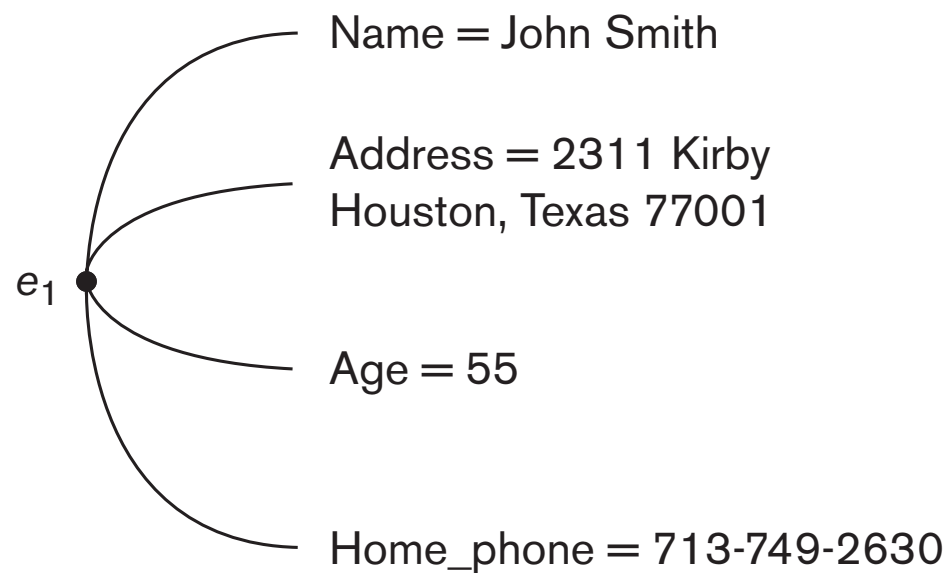 Name = John Smith
Address = 2311 Kirby
Houston, Texas 77001
e₁
Age = 55
Home_phone = 713-749-2630